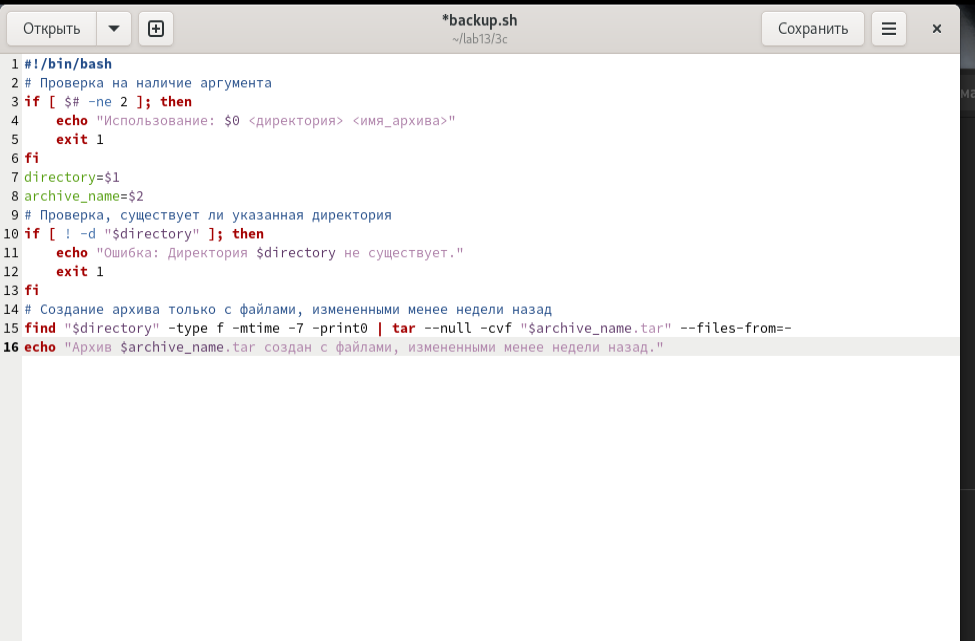 Открыть
*backup.sh
~/lab13/3c
Сохранить
1 #!/bin/bash
2 # Проверка на наличие аргумента
3 if [ $# -ne 2 ]; then
4     echo "Использование: $0 <директория> <имя_архива>"
5     exit 1
6 fi
7 directory=$1
8 archive_name=$2
9 # Проверка, существует ли указанная директория
10 if [ ! -d "$directory" ]; then
11     echo "Ошибка: Директория $directory не существует."
12     exit 1
13 fi
14 # Создание архива только с файлами, измененными менее недели назад
15 find "$directory" -type f -mtime -7 -print0 | tar --null -cvf "$archive_name.tar" --files-from=-
16 echo "Архив $archive_name.tar создан с файлами, измененными менее недели назад."